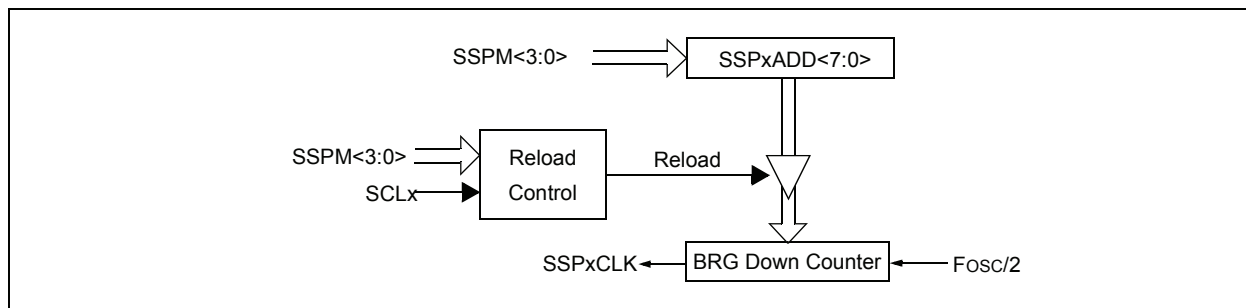 SSPM<3:0>
SSPxADD<7:0>
SSPM<3:0>
SCLx
Reload
Control
Reload
SSPxCLK
BRG Down Counter
FOSC/2